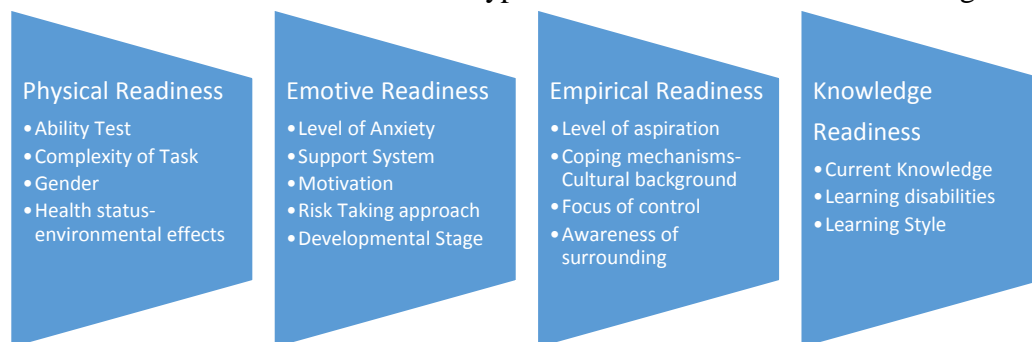 Physical Readiness
•Ability Test
•Complexity of Task
•Gender
•Health status-
environmental effects
Emotive Readiness
•Level of Anxiety
•Support System
•Motivation
•Risk Taking approach
•Developmental Stage
Empirical Readiness
•Level of aspiration
•Coping mechanisms-
Cultural background
•Focus of control
•Awareness of
surrounding
Knowledge
Readiness
•Current Knowledge
•Learning disabilities
•Learning Style